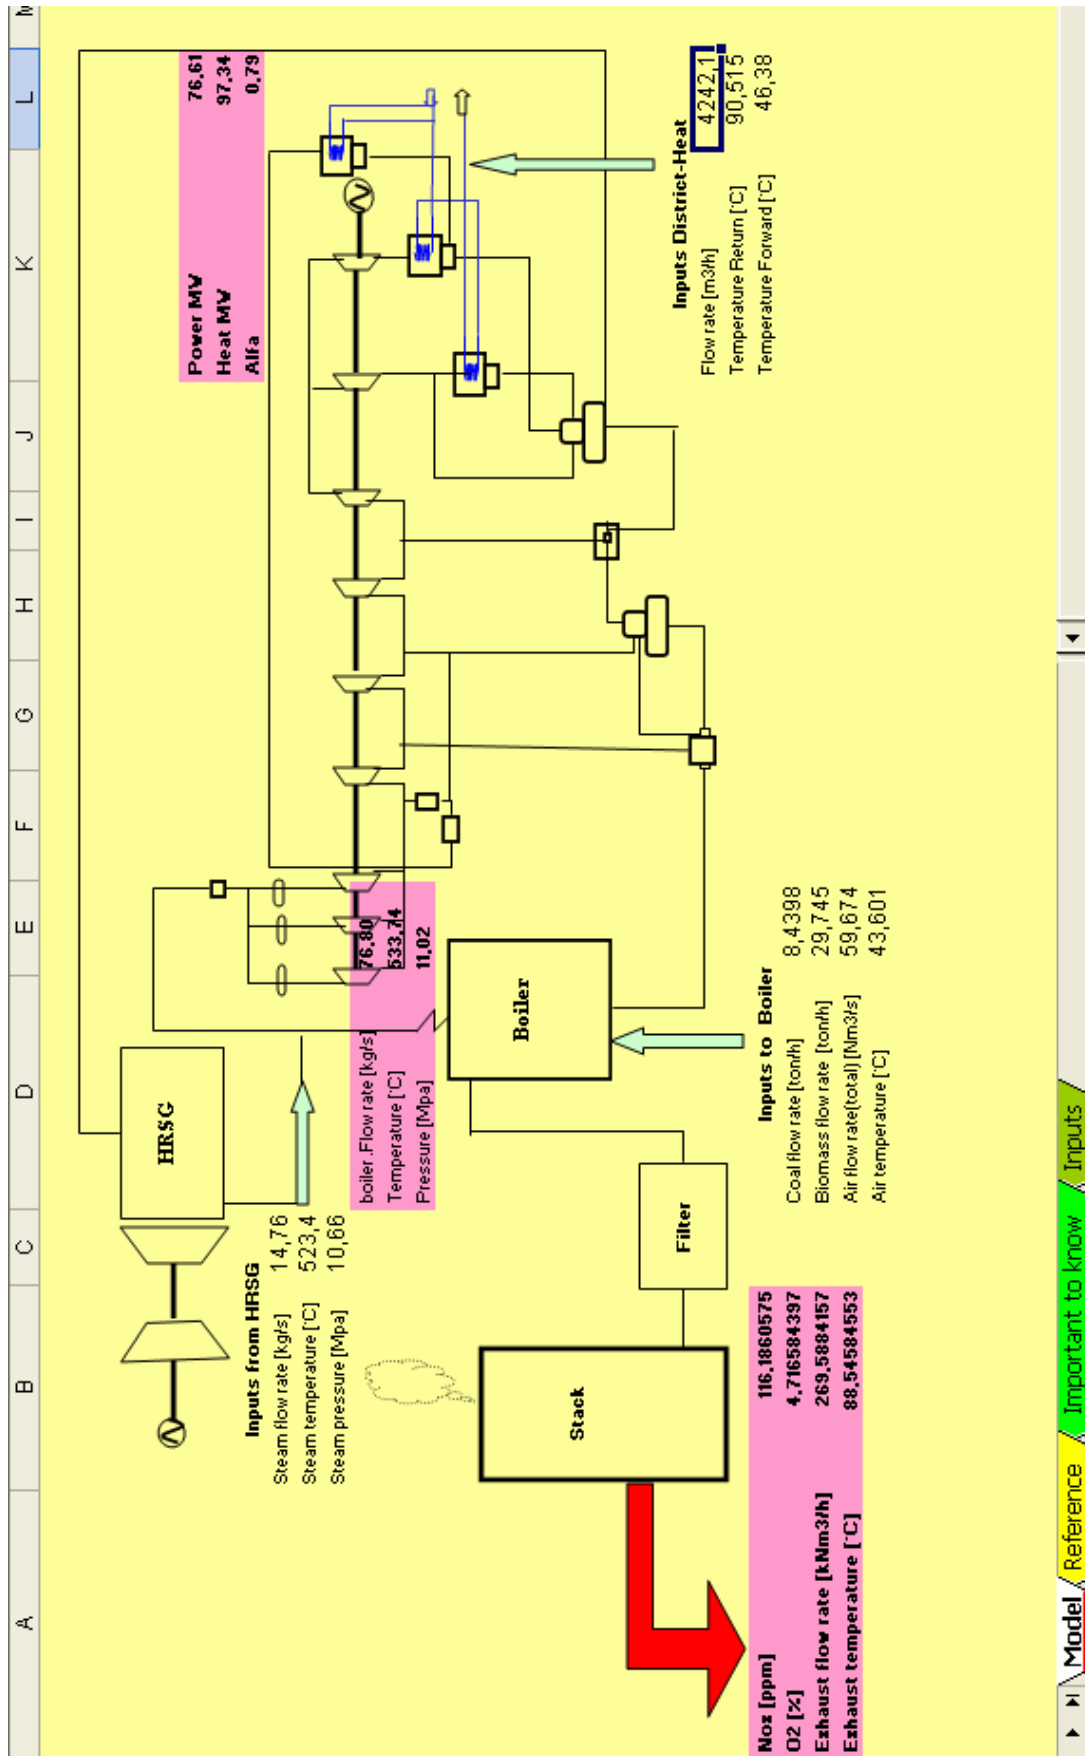 A B C D E F G H I J K L
HRSG
Power MW 76,61
Heat MW 97,34
Alfa 0,79
Inputs from HRSG
Steam flow rate [kg/s] 14,76
Steam temperature [°C] 523,4
Steam pressure [Mpa] 10,66
boiler .Flow rate [kg/s] 76,80
Temperature [°C] 533,74
Pressure [Mpa] 11,02
Boiler
Stack
Filter
Inputs District-Heat
Flow rate [m3/h] 4242,1
Temperature Return [°C] 90,515
Temperature Forward [°C] 46,38
Inputs to Boiler
Coal flow rate [ton/h] 8,4398
Biomass flow rate [ton/h] 29,745
Air flow rate(total) [Nm3/s] 59,674
Air temperature [°C] 43,601
Nox [ppm] 116,1860575
O2 [%] 4,716584397
Exhaust flow rate [kNm3/h] 269,5884157
Exhaust temperature [°C] 88,54584553
Model Reference Important to know Inputs